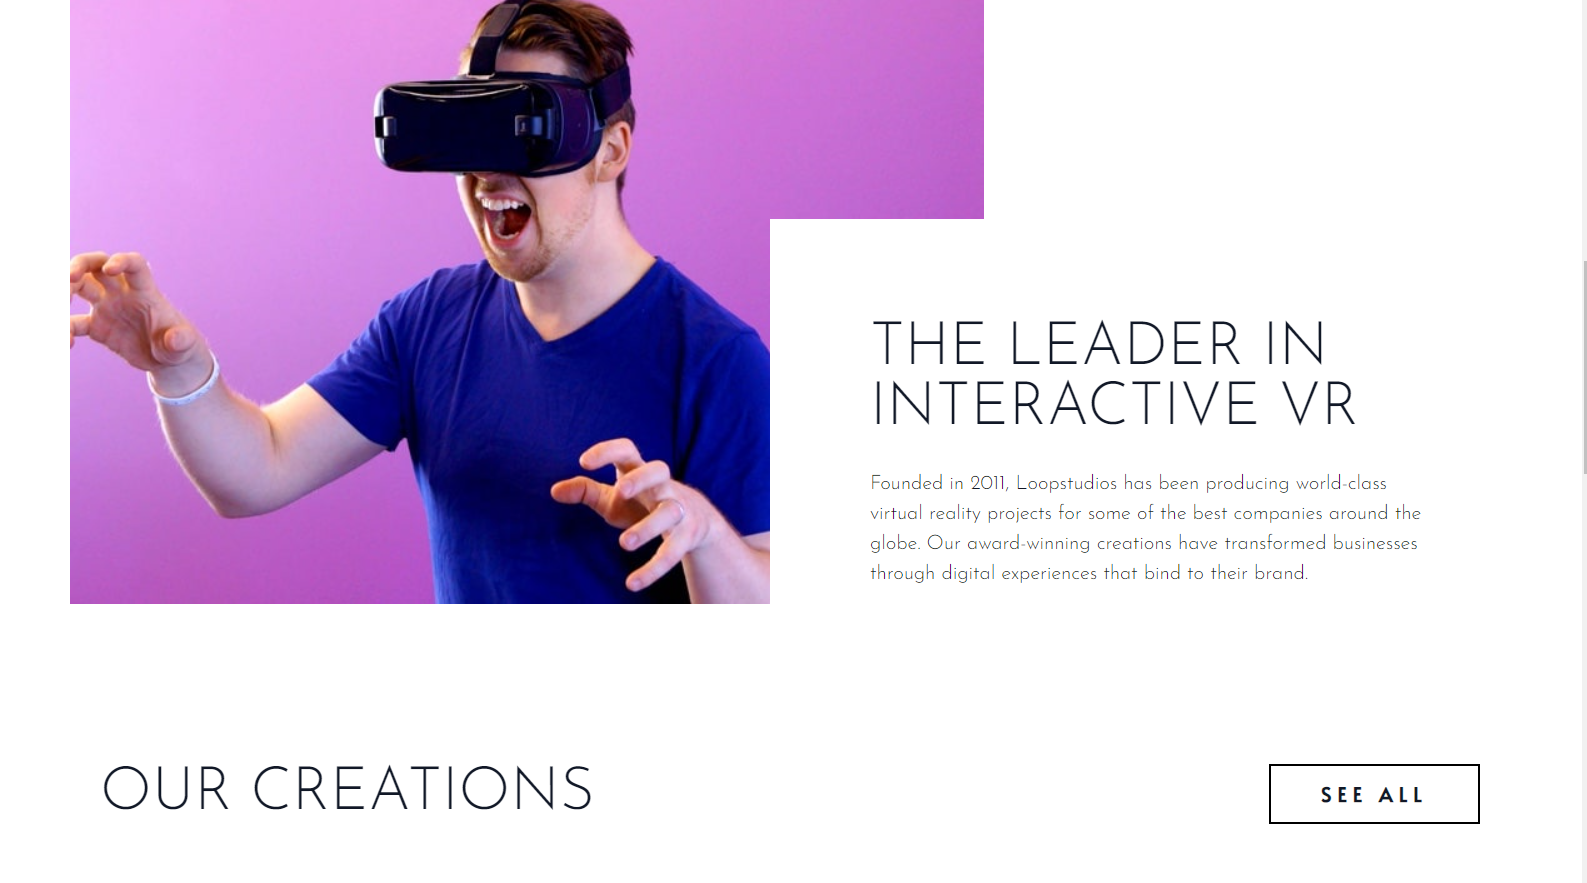 THE LEADER IN
INTERACTIVE VR
Founded in 2011, Loopstudios has been producing world-class
virtual reality projects for some of the best companies around the
globe. Our award-winning creations have transformed businesses
through digital experiences that bind to their brand.
OUR CREATIONS
SEE ALL